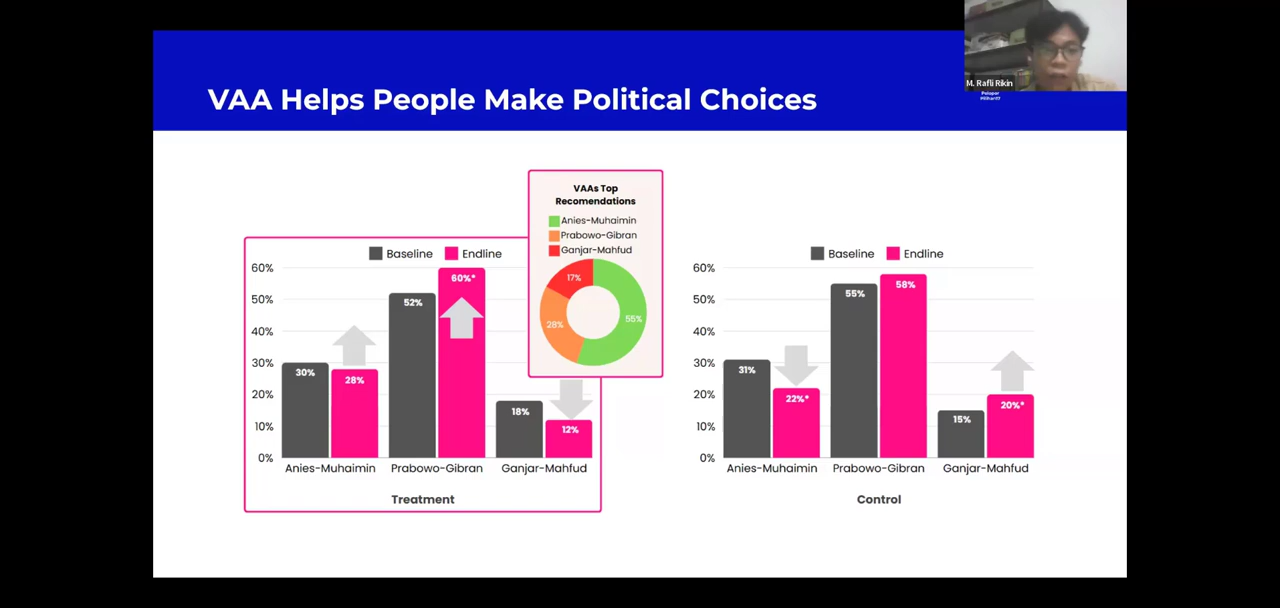 VAA Helps People Make Political Choices
M. Rafli Rikin
Pelapor
Pilihan17
VAAs Top
Recomendations
Anies-Muhaimin
Prabowo-Gibran
Ganjar-Mahfud
17%
28%
55%
Baseline Endline
60%
50%
40%
30%
20%
10%
0%
30%
28%
52%
60%*
18%
12%
Anies-Muhaimin Prabowo-Gibran Ganjar-Mahfud
Treatment
Baseline Endline
60%
50%
40%
30%
20%
10%
0%
31%
22%*
55%
58%
15%
20%*
Anies-Muhaimin Prabowo-Gibran Ganjar-Mahfud
Control